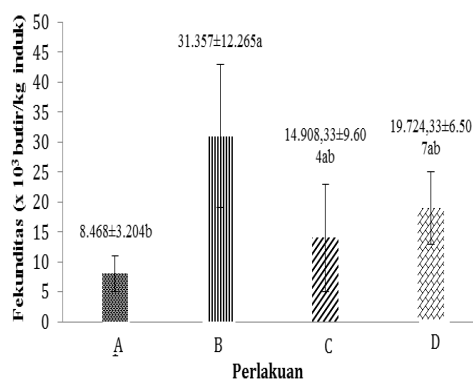 Fekunditas (x 10³ butir/kg induk)
50
45
40
35
30
25
20
15
10
5
0
8.468±3.204b
31.357±12.265a
14.908,33±9.60
4ab
19.724,33±6.50
7ab
A
B
C
D
Perlakuan